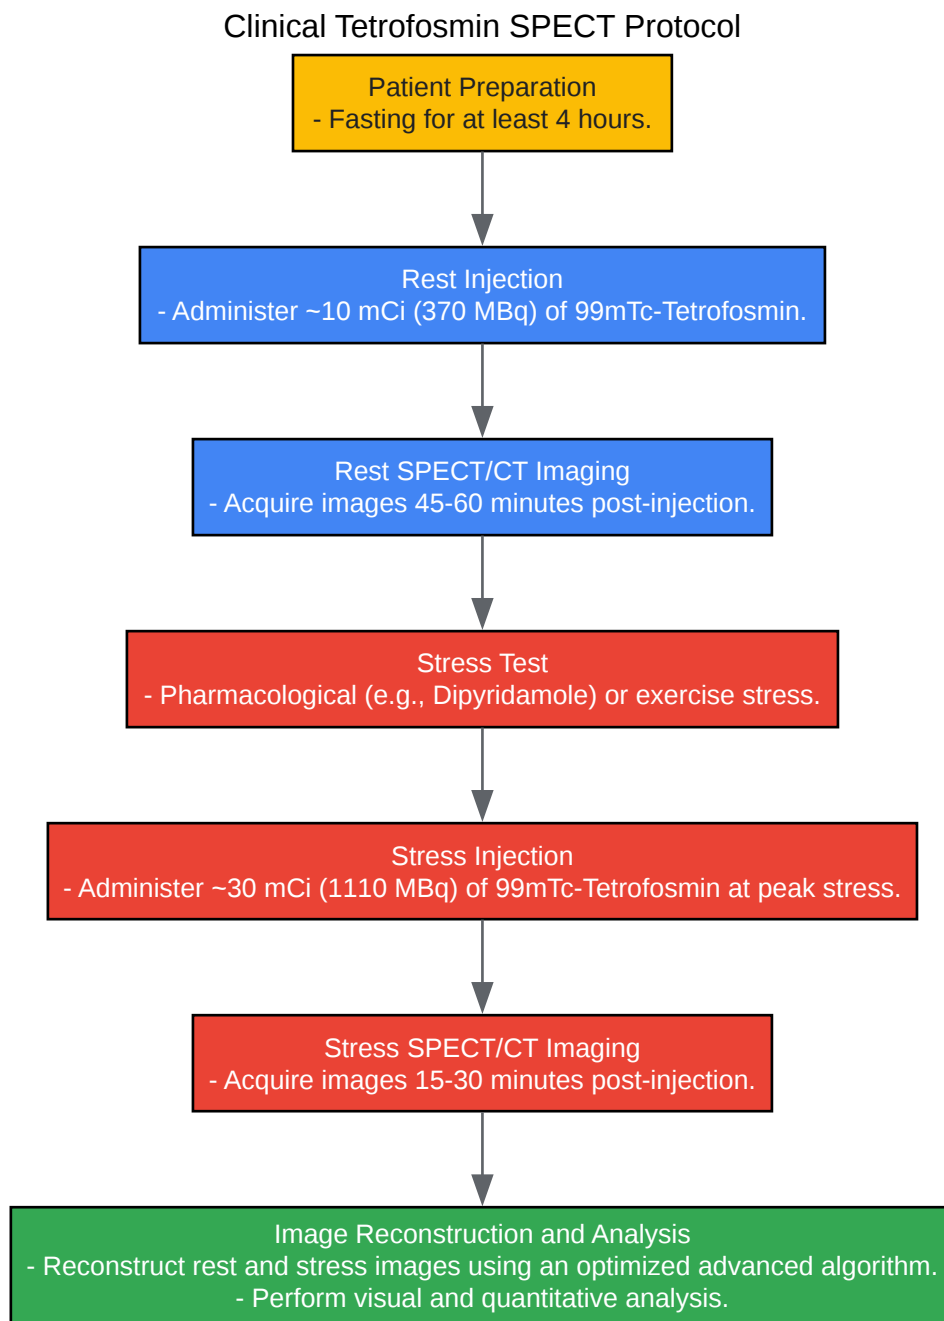 Clinical Tetrofosmin SPECT Protocol
Patient Preparation
- Fasting for at least 4 hours.
Rest Injection
- Administer ~10 mCi (370 MBq) of 99mTc-Tetrofosmin.
Rest SPECT/CT Imaging
- Acquire images 45-60 minutes post-injection.
Stress Test
- Pharmacological (e.g., Dipyridamole) or exercise stress.
Stress Injection
- Administer ~30 mCi (1110 MBq) of 99mTc-Tetrofosmin at peak stress.
Stress SPECT/CT Imaging
- Acquire images 15-30 minutes post-injection.
Image Reconstruction and Analysis
- Reconstruct rest and stress images using an optimized advanced algorithm.
- Perform visual and quantitative analysis.